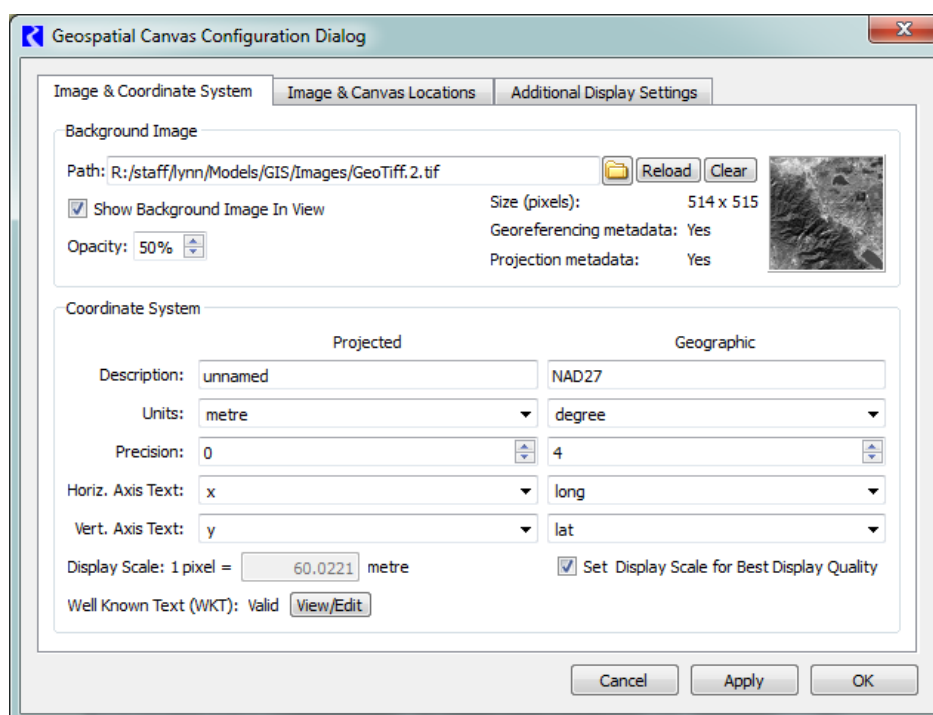 Geospatial Canvas Configuration Dialog
Image & Coordinate System Image & Canvas Locations Additional Display Settings
Background Image
Path: R:/staff/lynn/Models/GIS/Images/GeoTiff.2.tif Reload Clear
Show Background Image In View Size (pixels): 514 x 515
Georeferencing metadata: Yes
Opacity: 50%
Projection metadata: Yes
Coordinate System
Projected Geographic
Description: unnamed NAD27
Units: metre degree
Precision: 0 4
Horiz. Axis Text: x long
Vert. Axis Text: y lat
Display Scale: 1 pixel = 60.0221 metre Set Display Scale for Best Display Quality
Well Known Text (WKT): Valid View/Edit
Cancel Apply OK